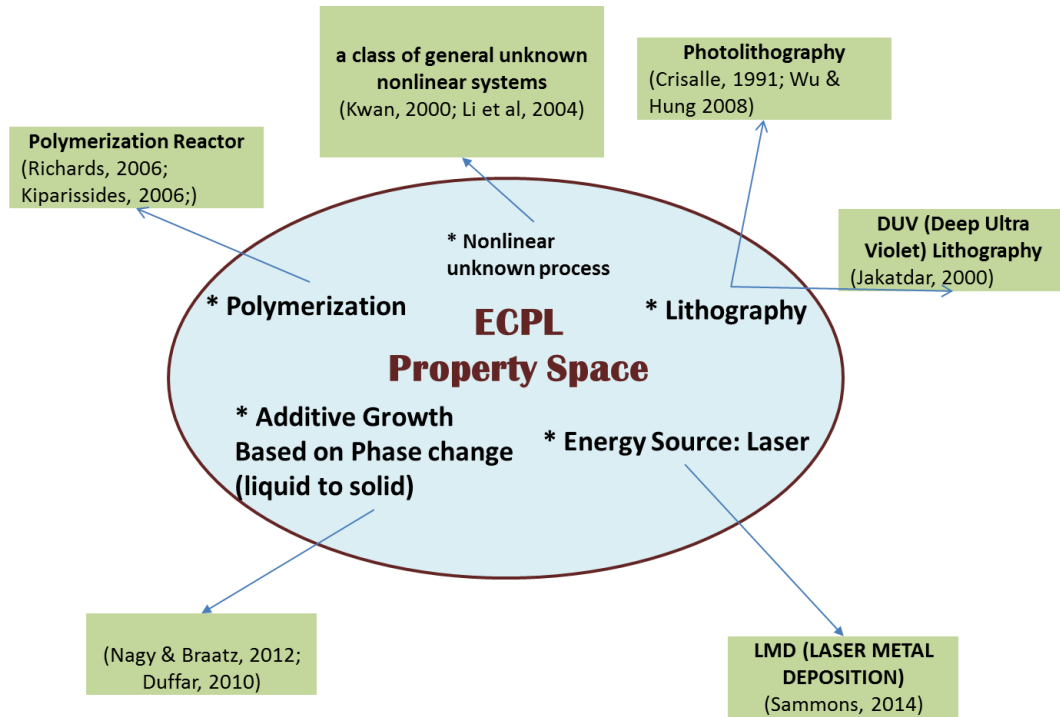 a class of general unknown
nonlinear systems
(Kwan, 2000; Li et al, 2004)
Photolithography
(Crisalle, 1991; Wu &
Hung 2008)
Polymerization Reactor
(Richards, 2006;
Kiparissides, 2006;)
DUV (Deep Ultra
Violet) Lithography
(Jakatdar, 2000)
* Nonlinear
unknown process
* Polymerization
* Lithography
ECPL
Property Space
* Additive Growth
Based on Phase change
(liquid to solid)
* Energy Source: Laser
(Nagy & Braatz, 2012;
Duffar, 2010)
LMD (LASER METAL
DEPOSITION)
(Sammons, 2014)